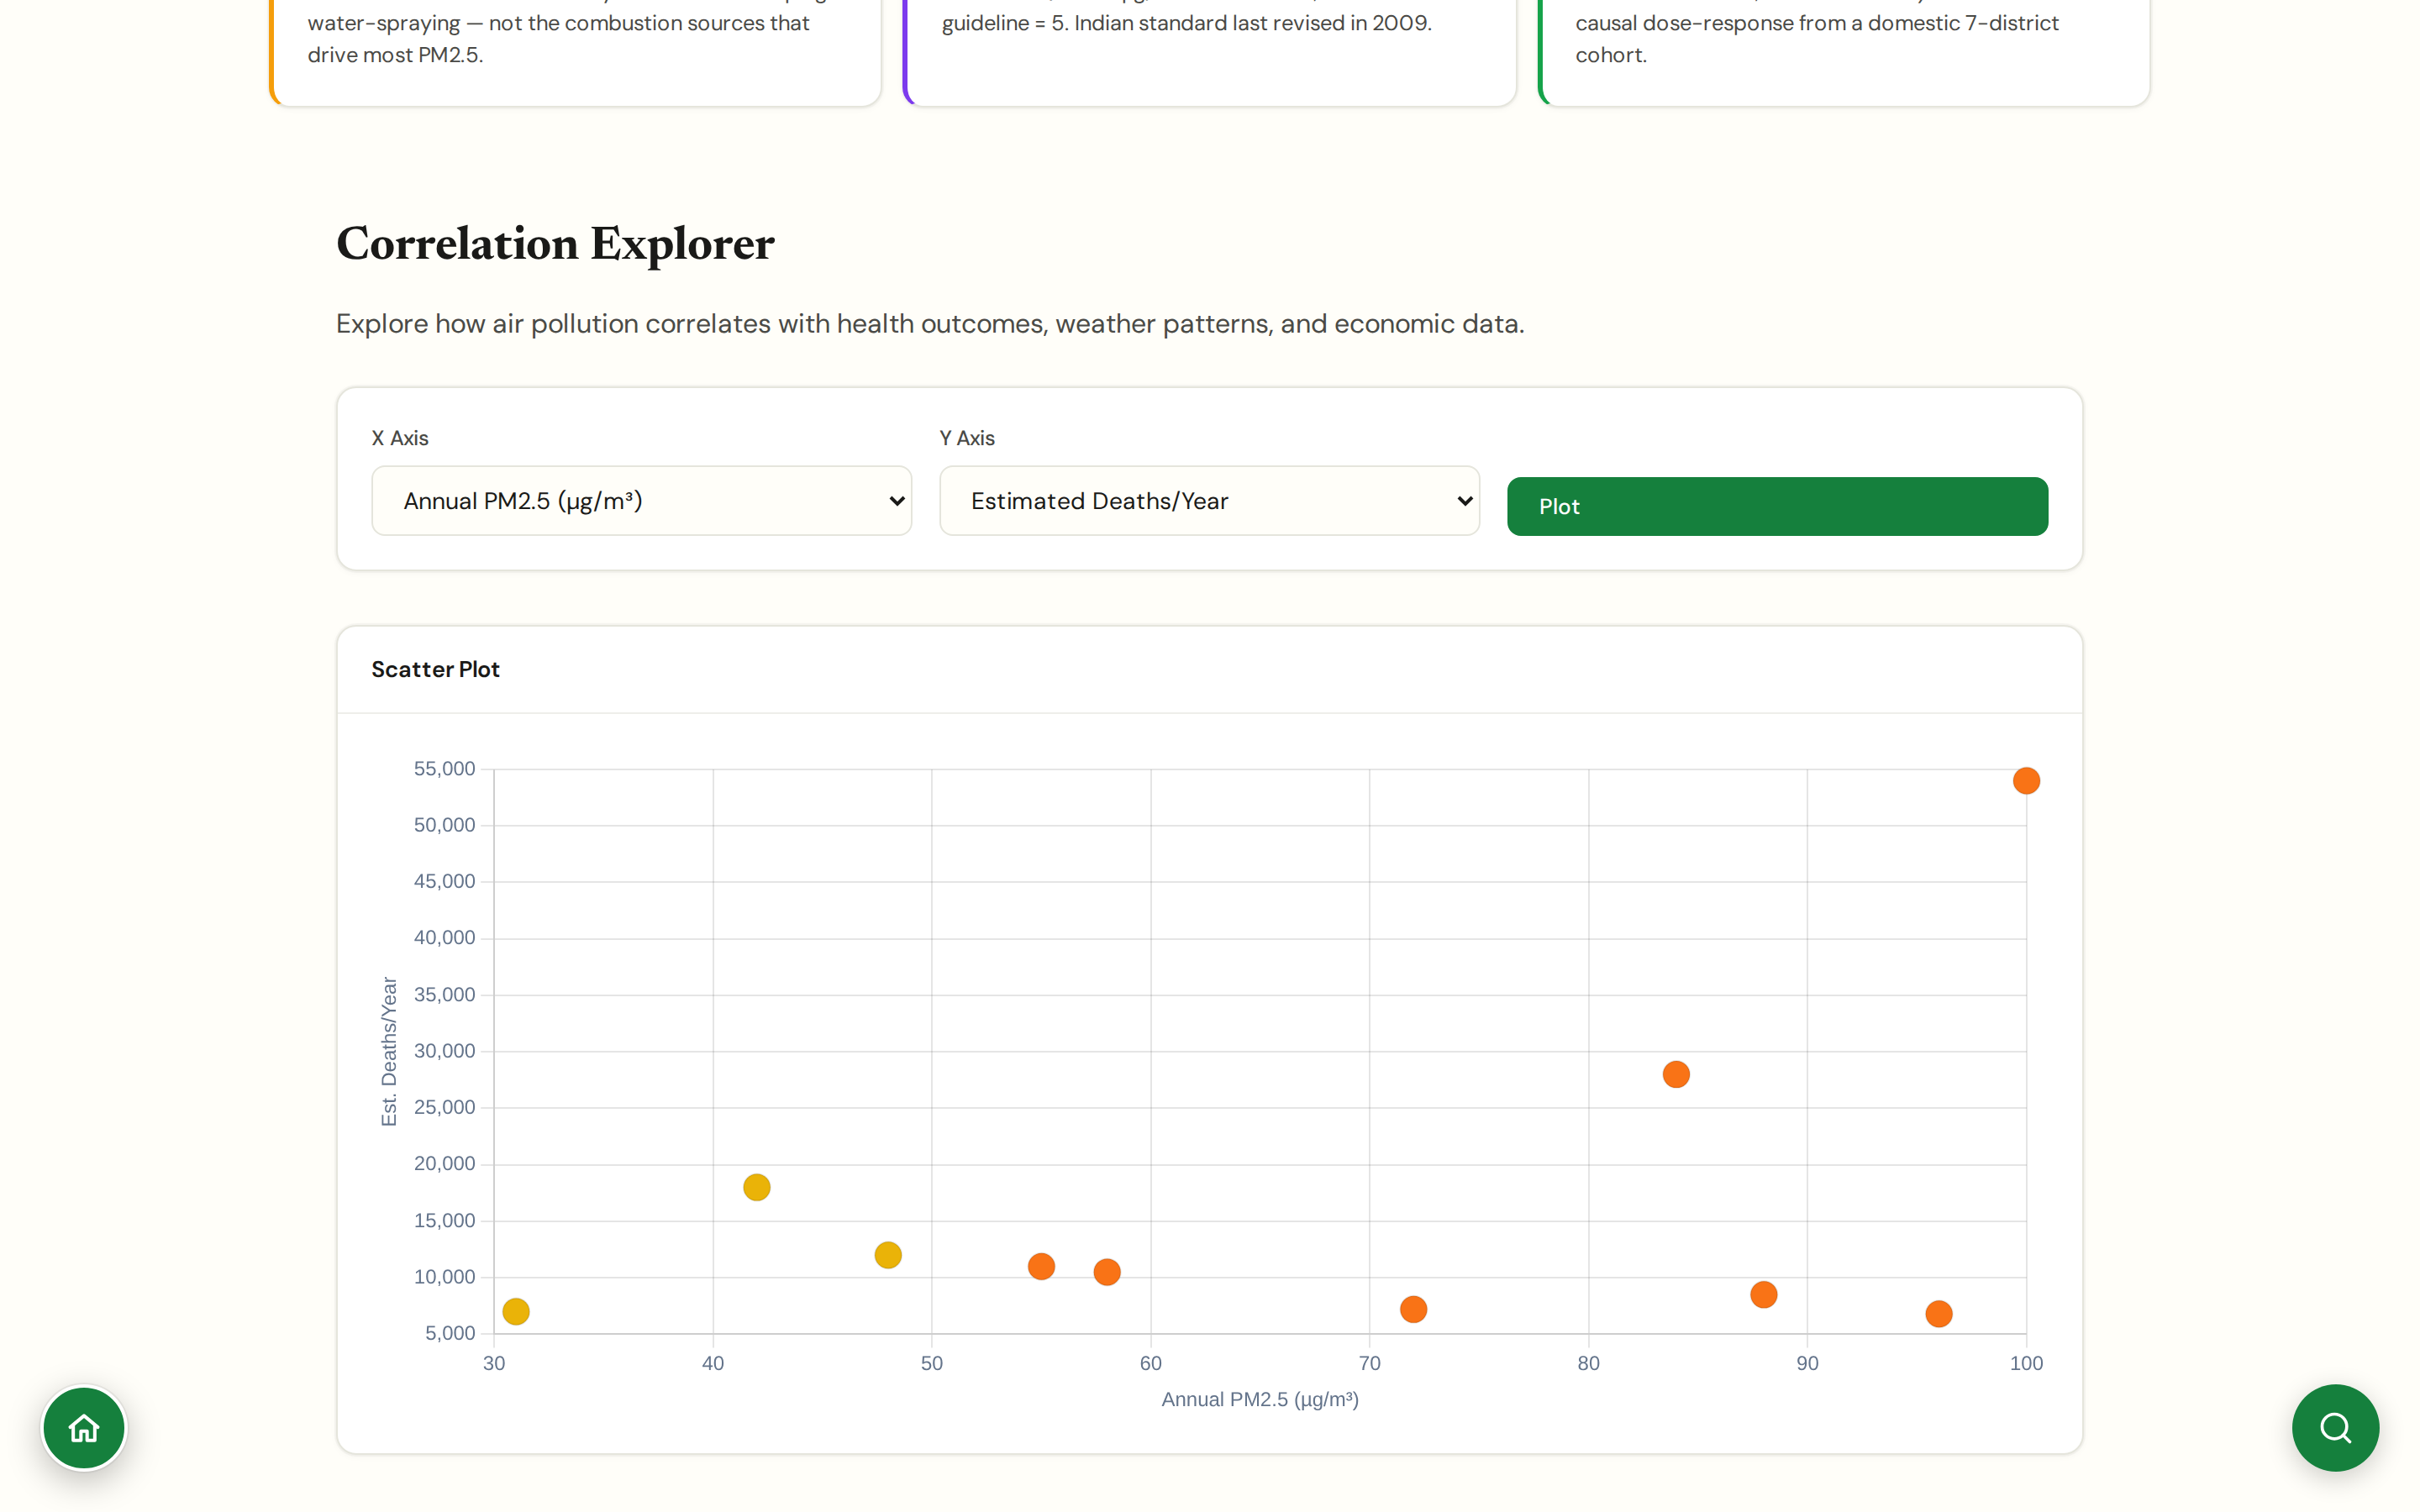 water-spraying — not the combustion sources that
drive most PM2.5.
guideline = 5. Indian standard last revised in 2009.
causal dose-response from a domestic 7-district
cohort.
Correlation Explorer
Explore how air pollution correlates with health outcomes, weather patterns, and economic data.
X Axis
Y Axis
Annual PM2.5 (µg/m³)
Estimated Deaths/Year
Plot
Scatter Plot
55,000
50,000
45,000
40,000
35,000
30,000
25,000
20,000
15,000
10,000
5,000
Est. Deaths/Year
30 40 50 60 70 80 90 100
Annual PM2.5 (µg/m³)